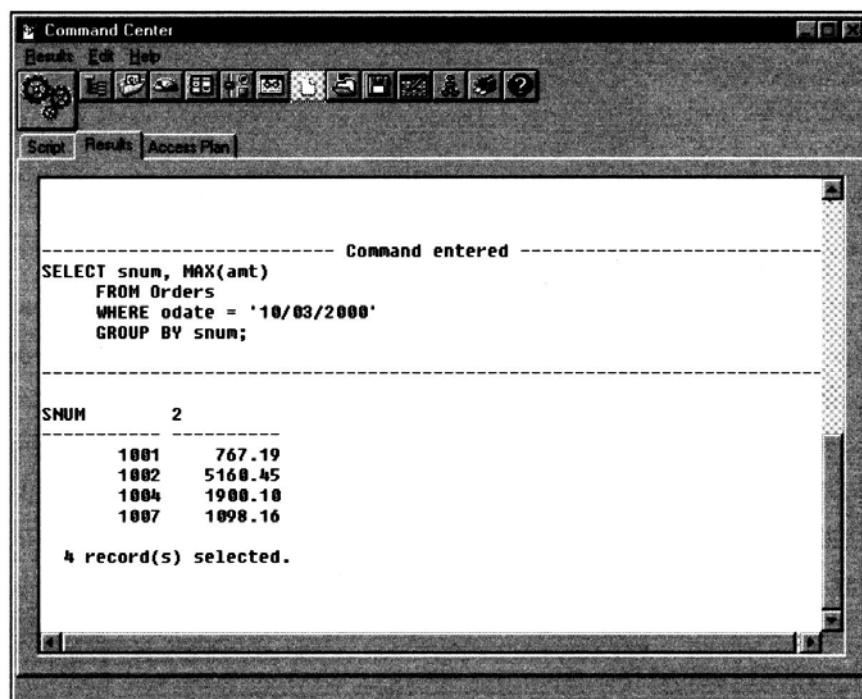 Command Center
Results Edit Help
Script Results Access Plan
---------------------------- Command entered ----------------------------
SELECT snum, MAX(amt)
FROM Orders
WHERE odate = '10/03/2000'
GROUP BY snum;
------------------------------------------------------------------------
SNUM 2
----------- -----------
1001 767.19
1002 5160.45
1004 1900.10
1007 1098.16
4 record(s) selected.